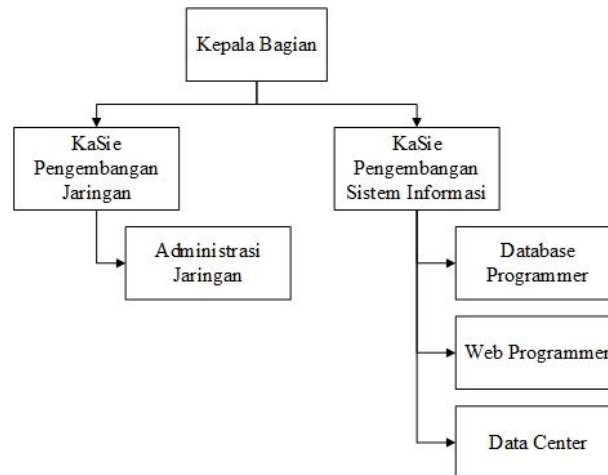 Kepala Bagian
KaSie
Pengembangan
Jaringan
KaSie
Pengembangan
Sistem Informasi
Administrasi
Jaringan
Database
Programmer
Web Programmer
Data Center